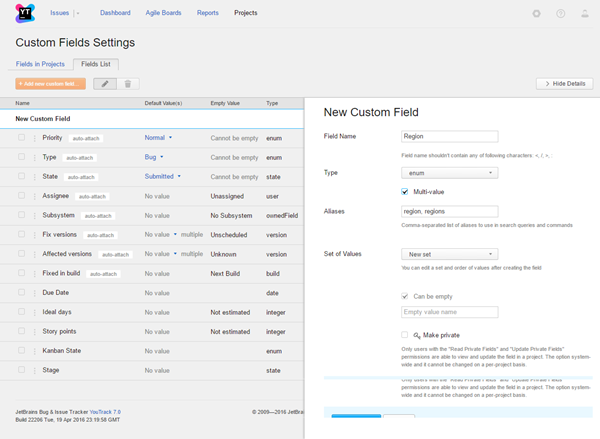 YT
Issues
Dashboard
Agile Boards
Reports
Projects
Custom Fields Settings
Fields in Projects
Fields List
+ Add new custom field...
> Hide Details
Name Default Value(s) Empty Value Type
New Custom Field
Priority auto-attach Normal Cannot be empty enum
Type auto-attach Bug Cannot be empty enum
State auto-attach Submitted Cannot be empty state
Assignee auto-attach No value Unassigned user
Subsystem auto-attach No value No Subsystem ownedField
Fix versions auto-attach No value multiple Unscheduled version
Affected versions auto-attach No value multiple Unknown version
Fixed in build auto-attach No value Next Build build
Due Date No value date
Ideal days No value Not estimated integer
Story points No value Not estimated integer
Kanban State No value enum
Stage No value state
JetBrains Bug & Issue Tracker YouTrack 7.0
Build 22206 Tue, 19 Apr 2016 23:19:58 GMT
© 2009—2016 JetBrai
New Custom Field
Field Name Region
Field name shouldn't contain any of following characters:
Type enum
Multi-value
Aliases region, regions
Comma-separated list of aliases to use in search queries and commands
Set of Values New set
You can edit a set and order of values after creating the field
Can be empty
Empty value name
Make private
Only users with the "Read Private Fields" and "Update Private Fields"
permissions are able to view and update the field in a project. The option system-
wide and it cannot be changed on a per-project basis.
permissions are able to view and update the field in a project. The option system-
wide and it cannot be changed on a per-project basis.